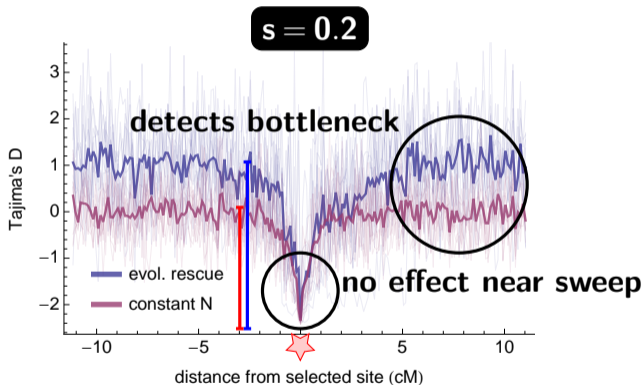 s = 0.2
3
2
1
0
−1
−2
Tajima's D
detects bottleneck
no effect near sweep
evol. rescue
constant N
−10
−5
5
10
distance from selected site (cM)